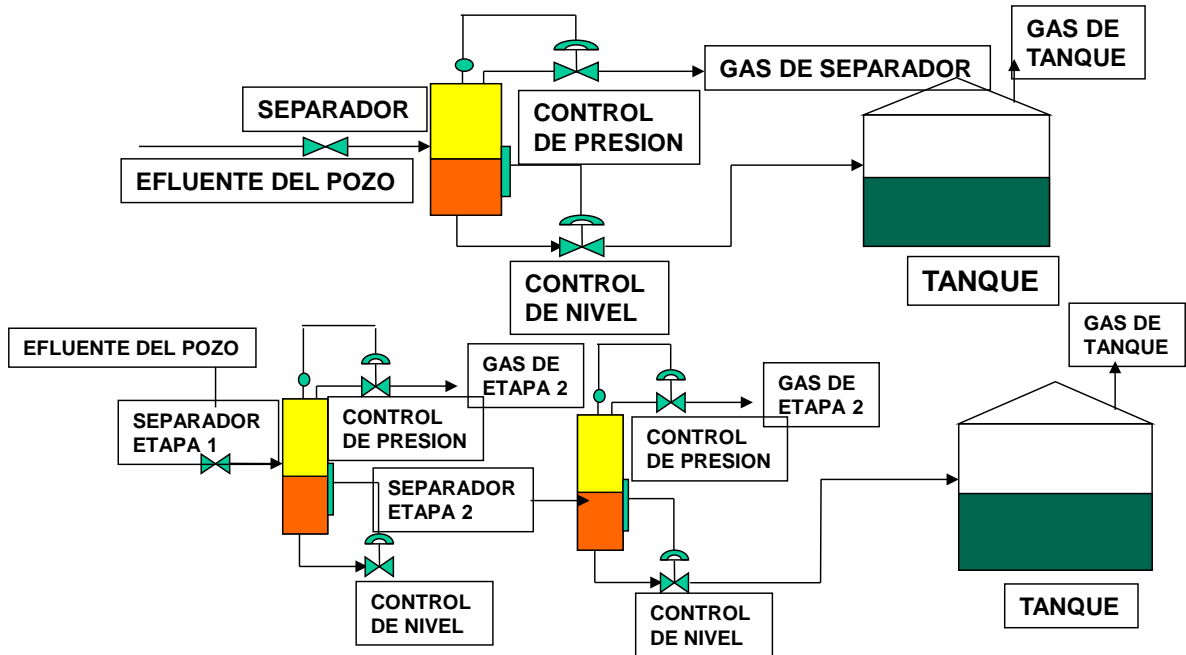 GAS DE
TANQUE
GAS DE SEPARADOR
SEPARADOR
CONTROL
DE PRESION
EFLUENTE DEL POZO
CONTROL
DE NIVEL
TANQUE
EFLUENTE DEL POZO
GAS DE
TANQUE
GAS DE
ETAPA 2
GAS DE
ETAPA 2
SEPARADOR
ETAPA 1
CONTROL
DE PRESION
CONTROL
DE PRESION
SEPARADOR
ETAPA 2
CONTROL
DE NIVEL
CONTROL
DE NIVEL
TANQUE